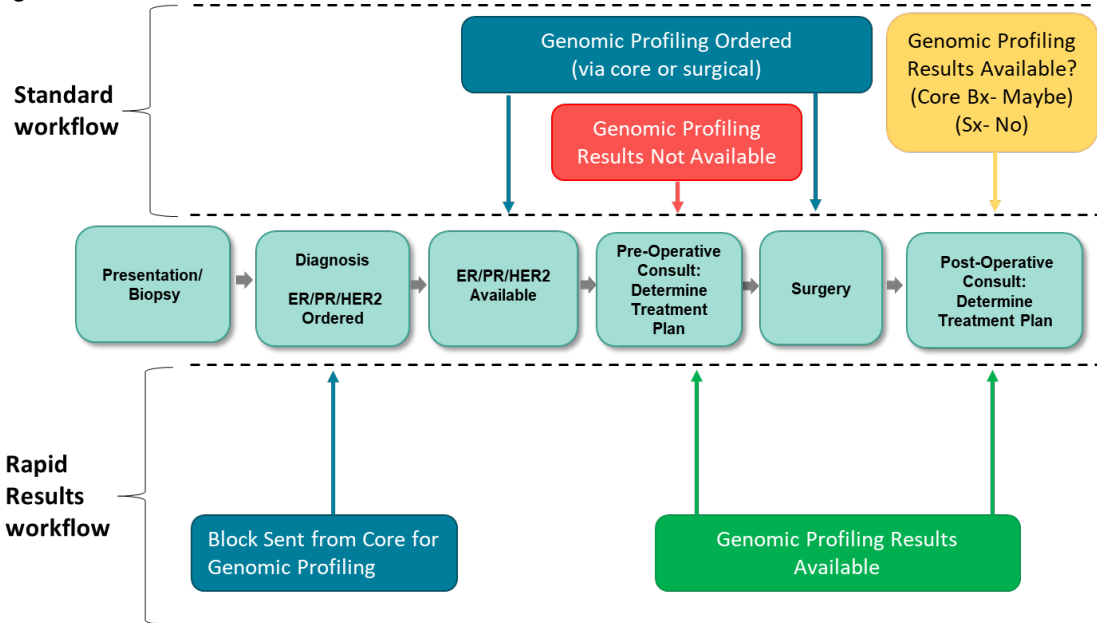 Genomic Profiling Ordered
(via core or surgical)
Genomic Profiling
Results Available?
(Core Bx- Maybe)
(Sx- No)
Standard
workflow
Genomic Profiling
Results Not Available
Presentation/
Biopsy
Diagnosis
ER/PR/HER2
Ordered
ER/PR/HER2
Available
Pre-Operative
Consult:
Determine
Treatment
Plan
Surgery
Post-Operative
Consult:
Determine
Treatment Plan
Rapid
Results
workflow
Block Sent from Core for
Genomic Profiling
Genomic Profiling Results
Available